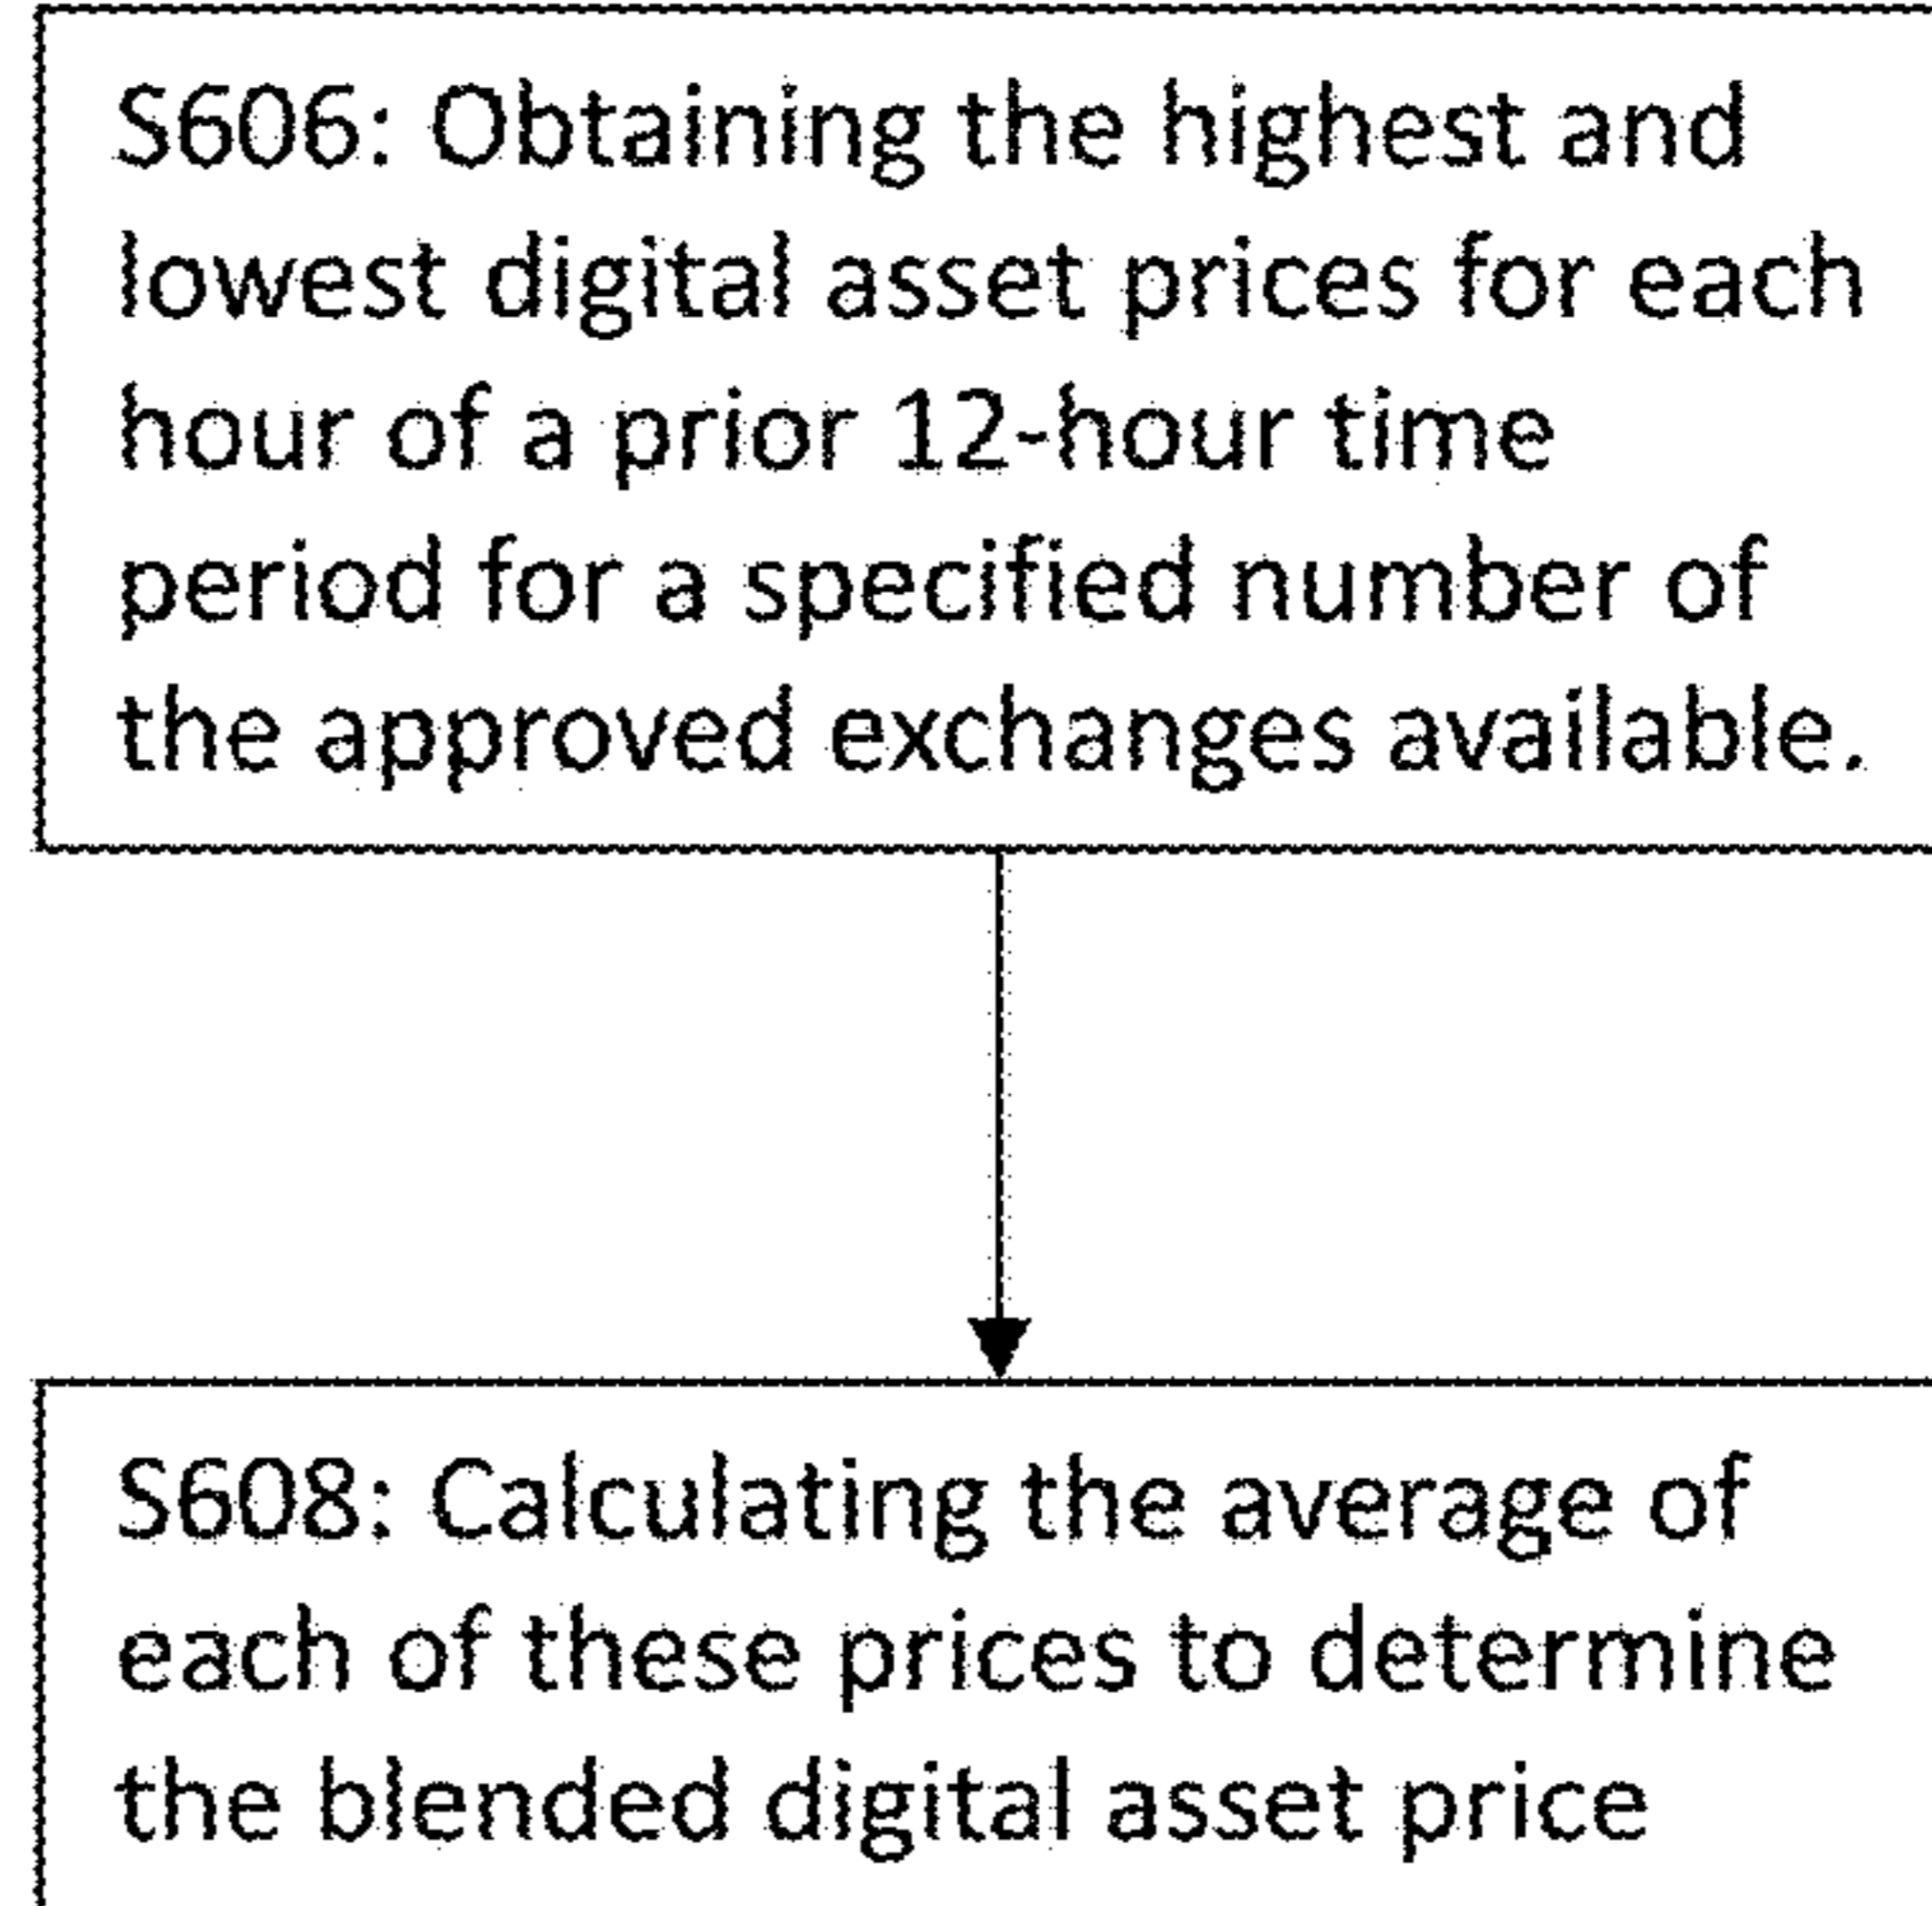 S606: Obtaining the highest and
lowest digital asset prices for each
hour of a prior 12-hour time
period for a specified number of
the approved exchanges available.
S608: Calculating the average of
each of these prices to determine
the blended digital asset price